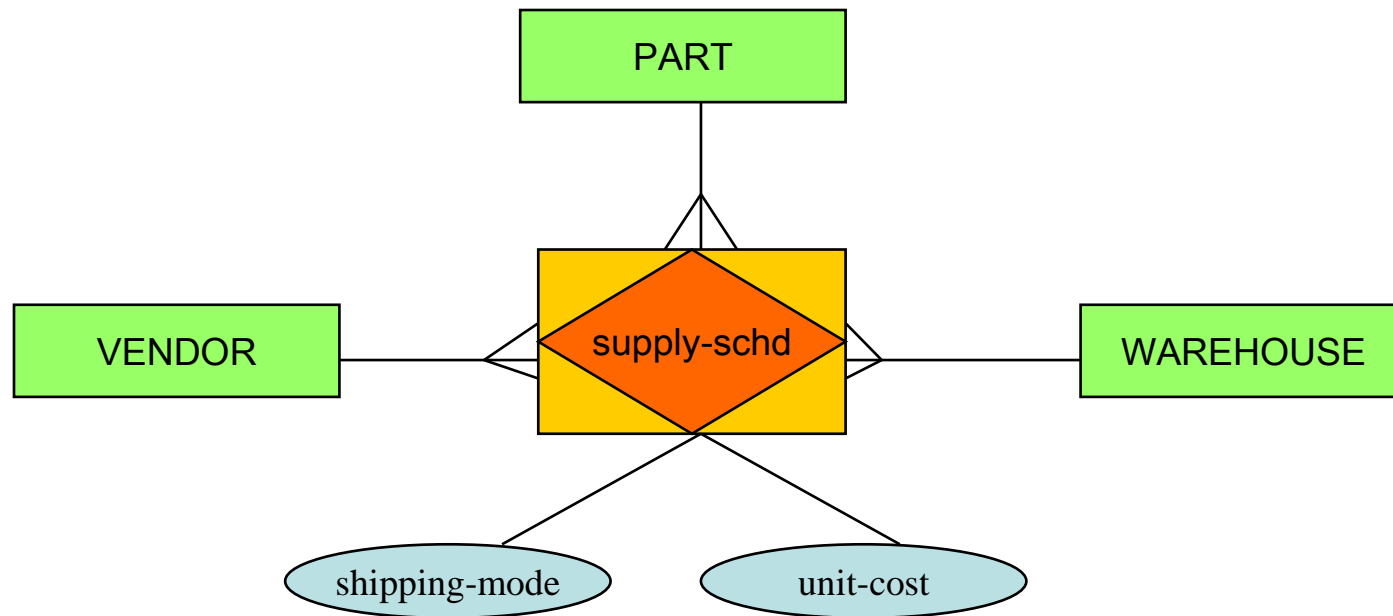 PART
VENDOR
supply-schd
WAREHOUSE
shipping-mode
unit-cost